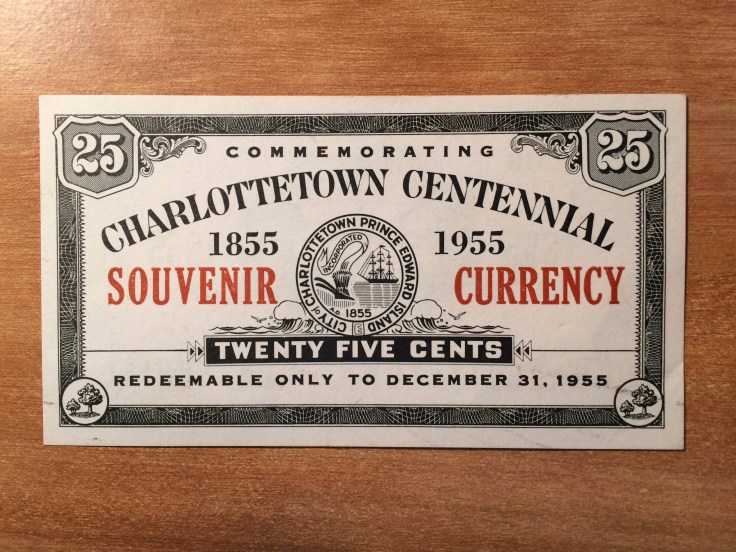 25 25
COMMEMORATING
CHARLOTTETOWN CENTENNIAL
1855 1955
SOUVENIR CURRENCY
CITY of CHARLOTTETOWN PRINCE EDWARD ISLAND
INCORPORATED
1855
TWENTY FIVE CENTS
REDEEMABLE ONLY TO DECEMBER 31, 1955